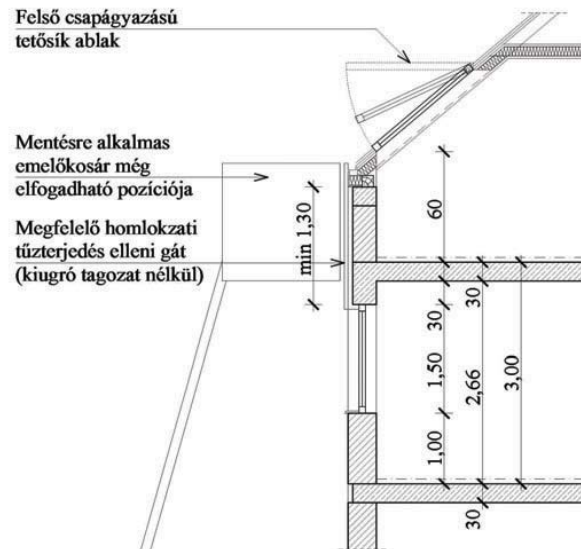 Felső csapágyazású
tetősík ablak
Mentésre alkalmas
emelőkosár még
elfogadható pozíciója
Megfelelő homlokzati
tűzterjedés elleni gát
(kiugró tagozat nélkül)
min 1,30
60
30
30
1,50
2,66
3,00
1,00
30